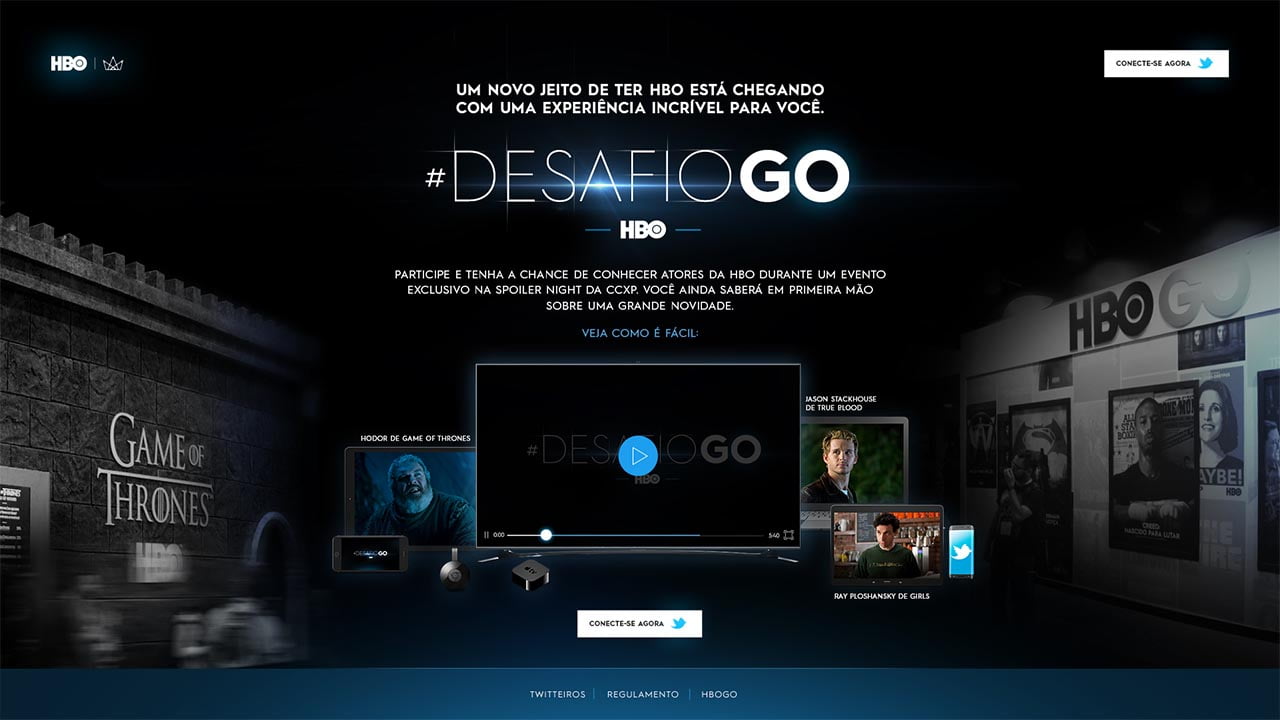 HBO
CONECTE-SE AGORA
UM NOVO JEITO DE TER HBO ESTÁ CHEGANDO
COM UMA EXPERIÊNCIA INCRÍVEL PARA VOCÊ.
#DESAFIOGO
HBO
PARTICIPE E TENHA A CHANCE DE CONHECER ATORES DA HBO DURANTE UM EVENTO
EXCLUSIVO NA SPOILER NIGHT DA CCXP. VOCÊ AINDA SABERÁ EM PRIMEIRA MÃO
SOBRE UMA GRANDE NOVIDADE.
VEJA COMO É FÁCIL:
HBO GO
JASON STACKHOUSE
DE TRUE BLOOD
GAME OF
THRONES
HBO
HODOR DE GAME OF THRONES
#DESAFIOGO
HBO
0:00
5:40
#DESAFIOGO
tv
CREED:
NASCIDO PARA LUTAR
HBO
RAY PLOSHANSKY DE GIRLS
CONECTE-SE AGORA
TWITTEIROS
REGULAMENTO
HBOGO